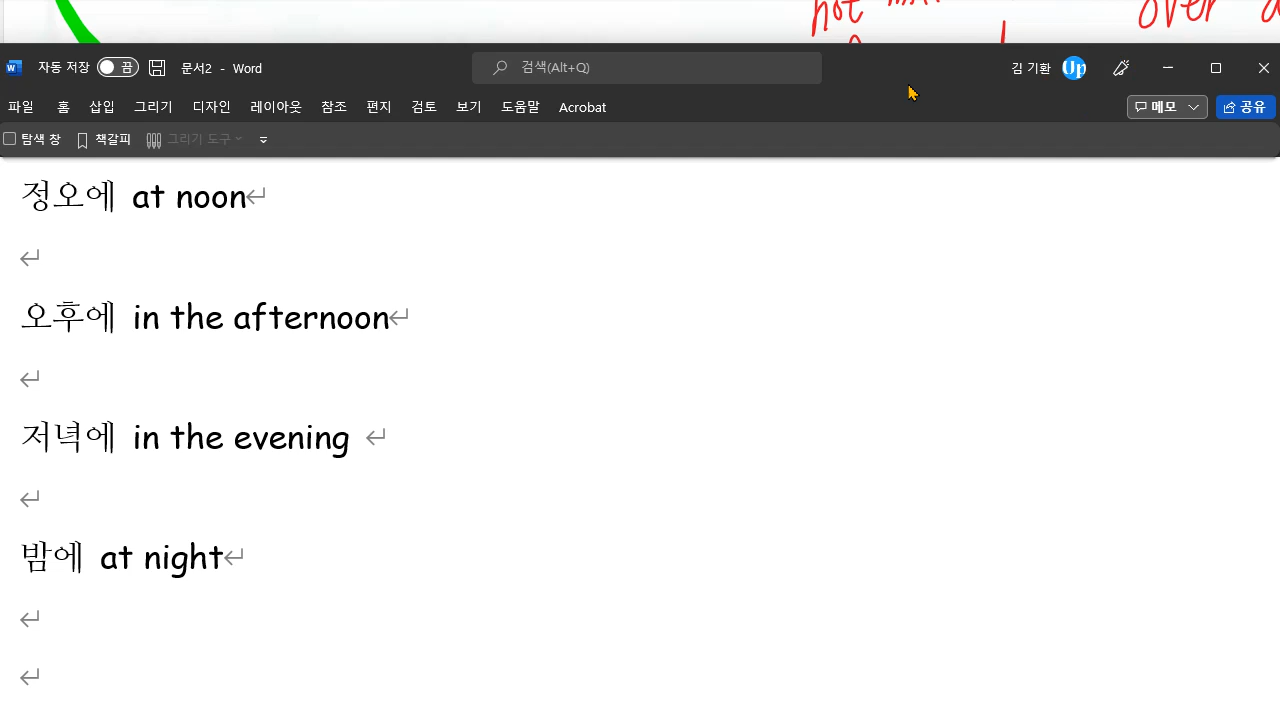 not
over
자동 저장 끔 문서2 - Word 검색(Alt+Q) 김 기환 Up
파일 홈 삽입 그리기 디자인 레이아웃 참조 편지 검토 보기 도움말 Acrobat 메모 공유
탐색 창 책갈피 그리기 도구
정오에 at noon
오후에 in the afternoon
저녁에 in the evening
밤에 at night